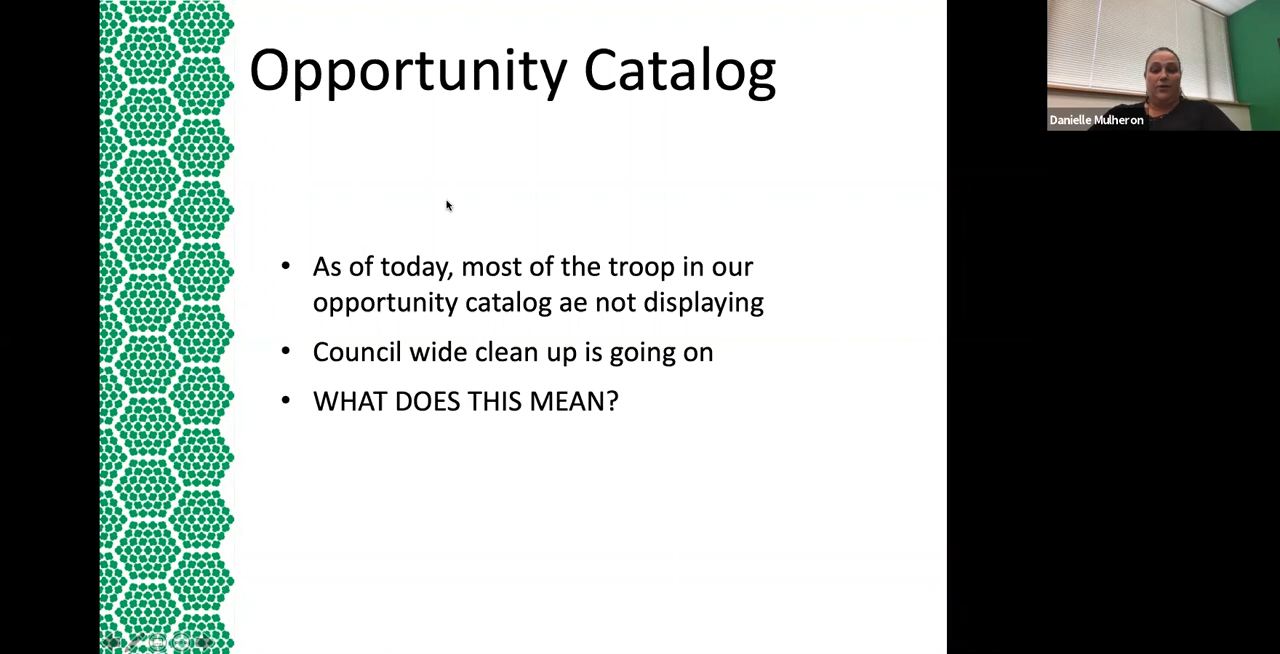 Opportunity Catalog
Danielle Mulheron
• As of today, most of the troop in our
opportunity catalog ae not displaying
• Council wide clean up is going on
• WHAT DOES THIS MEAN?